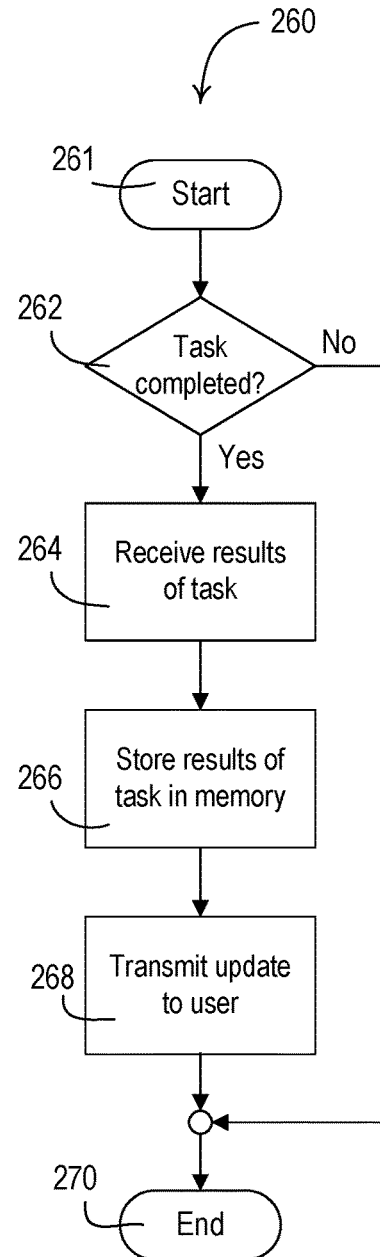 260
261
Start
262
Task
completed?
No
Yes
264
Receive results
of task
266
Store results of
task in memory
268
Transmit update
to user
270
End